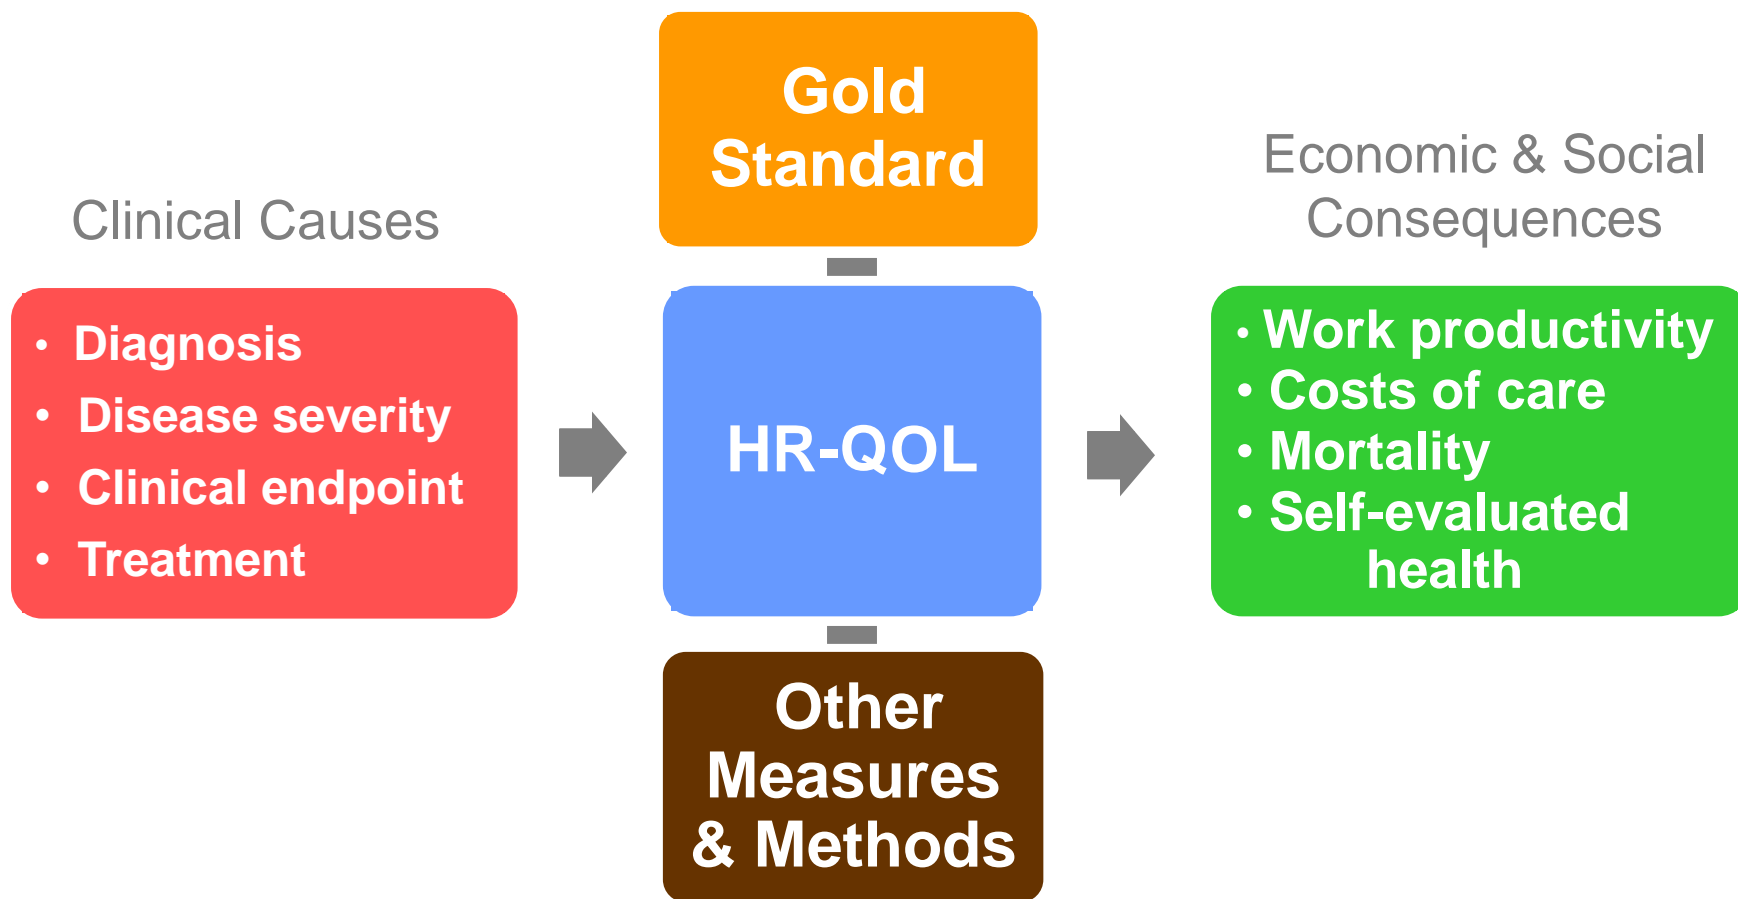 Clinical Causes
• Diagnosis
• Disease severity
• Clinical endpoint
• Treatment
Gold
Standard
HR-QOL
Other
Measures
& Methods
Economic & Social
Consequences
• Work productivity
• Costs of care
• Mortality
• Self-evaluated
health